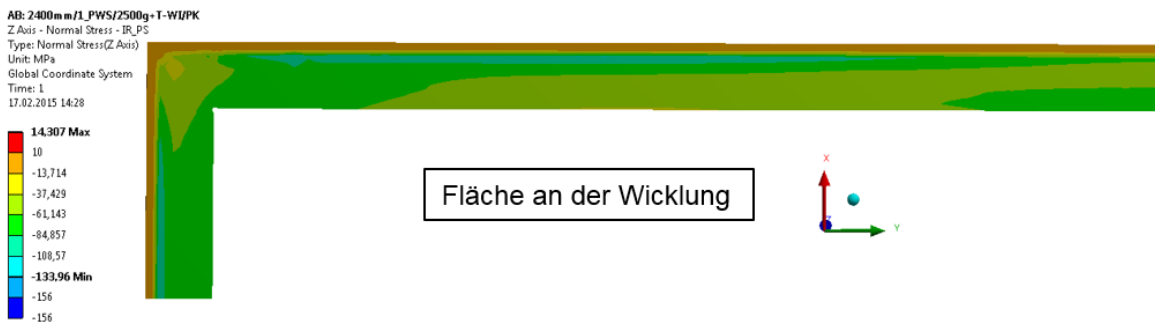 AB: 2400mm/1_PWS/2500g+T-WI/PK
Z Axis - Normal Stress - IR_PS
Type: Normal Stress(Z Axis)
Unit: MPa
Global Coordinate System
Time: 1
17.02.2015 14:28
14,307 Max
10
-13,714
-37,429
-61,143
-84,857
-108,57
-133,96 Min
-156
-156
Fläche an der Wicklung
X
Z
Y